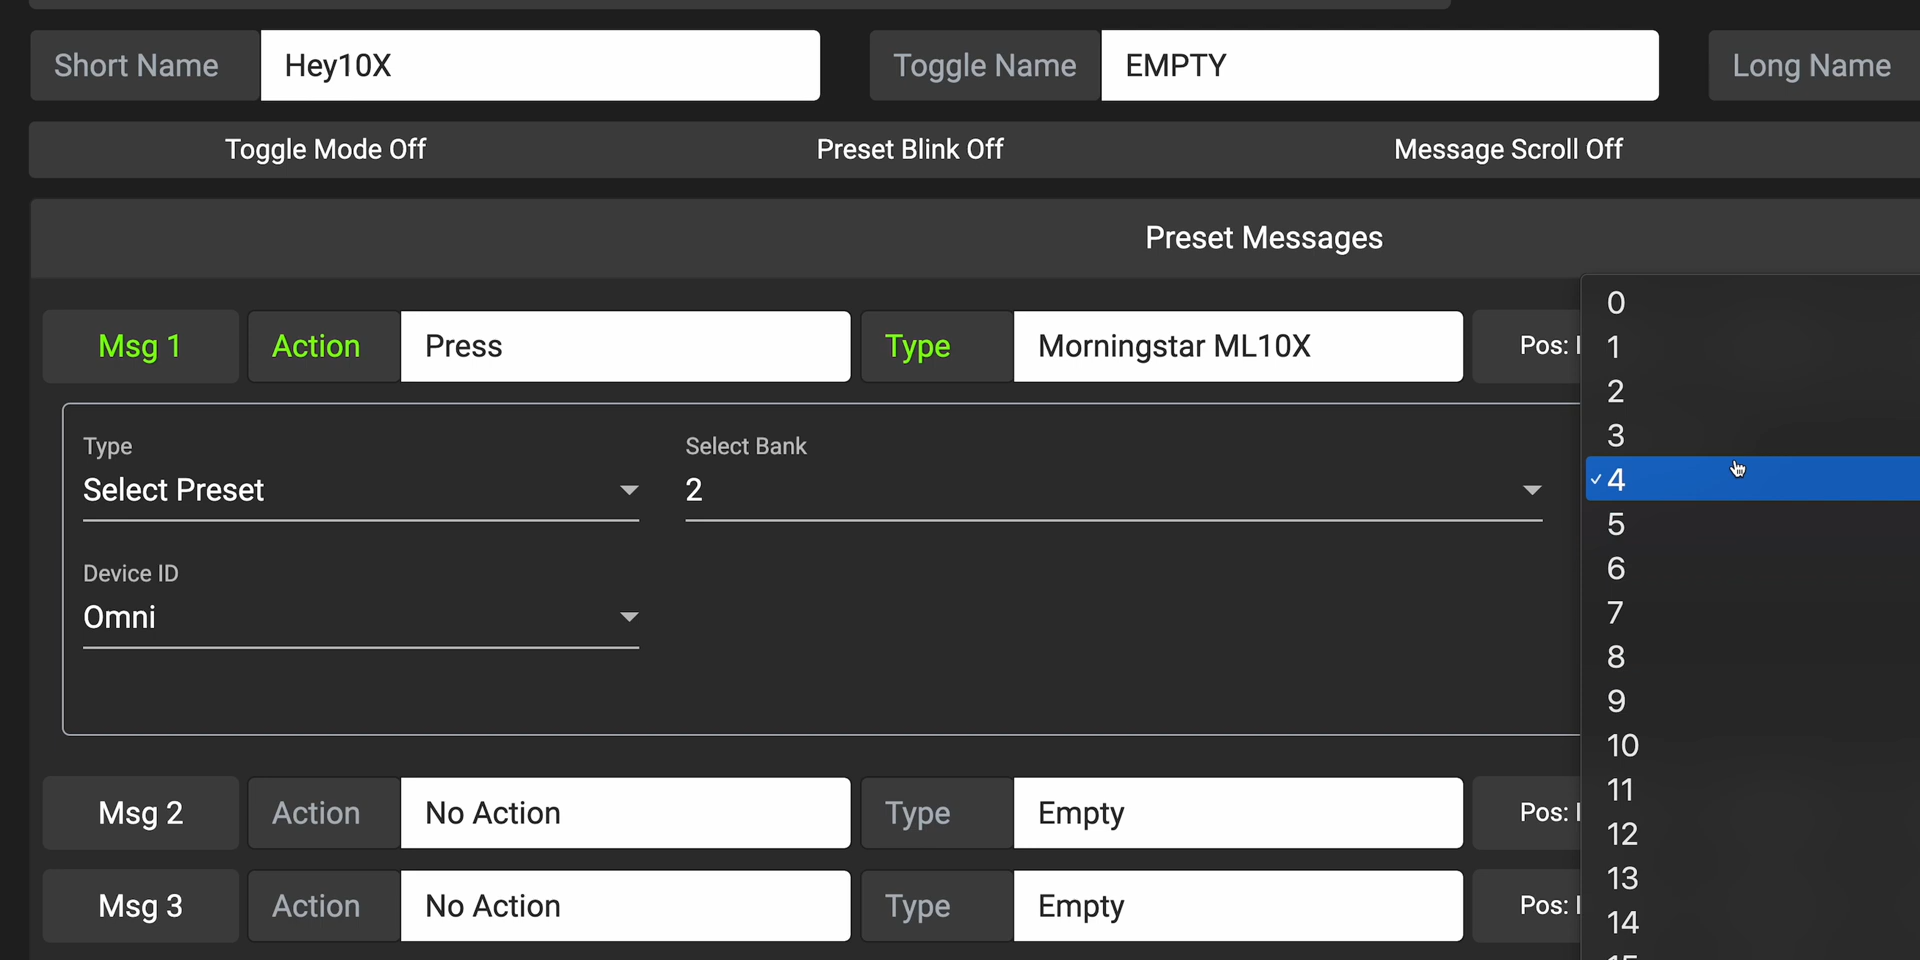 Short Name Hey10X Toggle Name EMPTY Long Name
Toggle Mode Off Preset Blink Off Message Scroll Off
Preset Messages
Msg 1 Action Press Type Morningstar ML10X Pos:
Type
Select Preset
Select Bank
2
Device ID
Omni
0
1
2
3
✓ 4
5
6
7
8
9
10
11
12
13
14
Msg 2 Action No Action Type Empty Pos:
Msg 3 Action No Action Type Empty Pos: